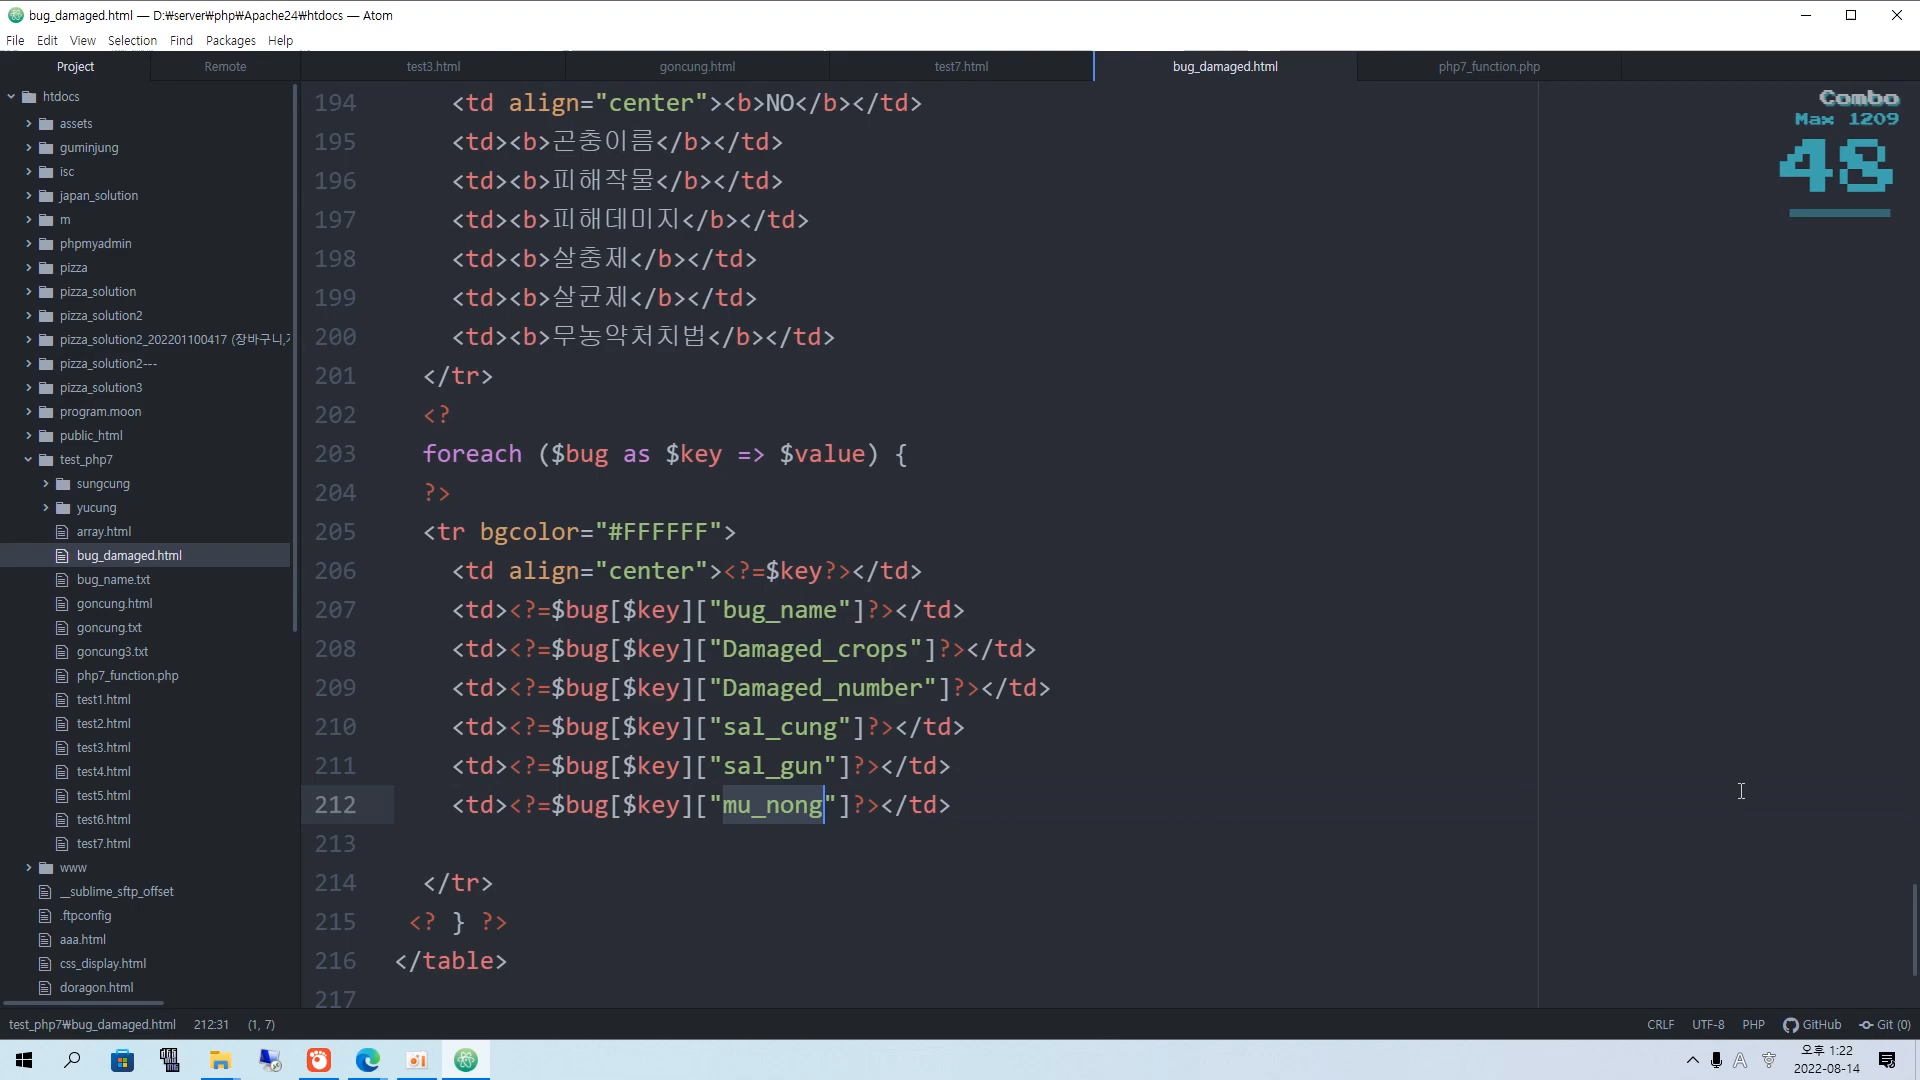 bug_damaged.html — D:₩server₩php₩Apache24₩htdocs — Atom
File Edit View Selection Find Packages Help
Project Remote test3.html goncung.html test7.html bug_damaged.html php7_function.php
htdocs
assets
guminjung
isc
japan_solution
m
phpmyadmin
pizza
pizza_solution
pizza_solution2
pizza_solution2_202201100417 (장바구니,
pizza_solution2---
pizza_solution3
program.moon
public_html
test_php7
sungcung
yucung
array.html
bug_damaged.html
bug_name.txt
goncung.html
goncung.txt
goncung3.txt
php7_function.php
test1.html
test2.html
test3.html
test4.html
test5.html
test6.html
test7.html
www
__sublime_sftp_offset
.ftpconfig
aaa.html
css_display.html
doragon.html
194 <td align="center"><b>NO</b></td>
195 <td><b>곤충이름</b></td>
196 <td><b>피해작물</b></td>
197 <td><b>피해데미지</b></td>
198 <td><b>살충제</b></td>
199 <td><b>살균제</b></td>
200 <td><b>무농약처치법</b></td>
201 </tr>
202 <?
203 foreach ($bug as $key => $value) {
204 ?>
205 <tr bgcolor="#FFFFFF">
206 <td align="center"><?=$key?></td>
207 <td><?=$bug[$key]["bug_name"]?></td>
208 <td><?=$bug[$key]["Damaged_crops"]?></td>
209 <td><?=$bug[$key]["Damaged_number"]?></td>
210 <td><?=$bug[$key]["sal_cung"]?></td>
211 <td><?=$bug[$key]["sal_gun"]?></td>
212 <td><?=$bug[$key]["mu_nong"]?></td>
213
214 </tr>
215 <? } ?>
216 </table>
217
Combo
Max 1209
48
test_php7₩bug_damaged.html 212:31 (1, 7) CRLF UTF-8 PHP GitHub Git (0)
A 오후 1:22
2022-08-14